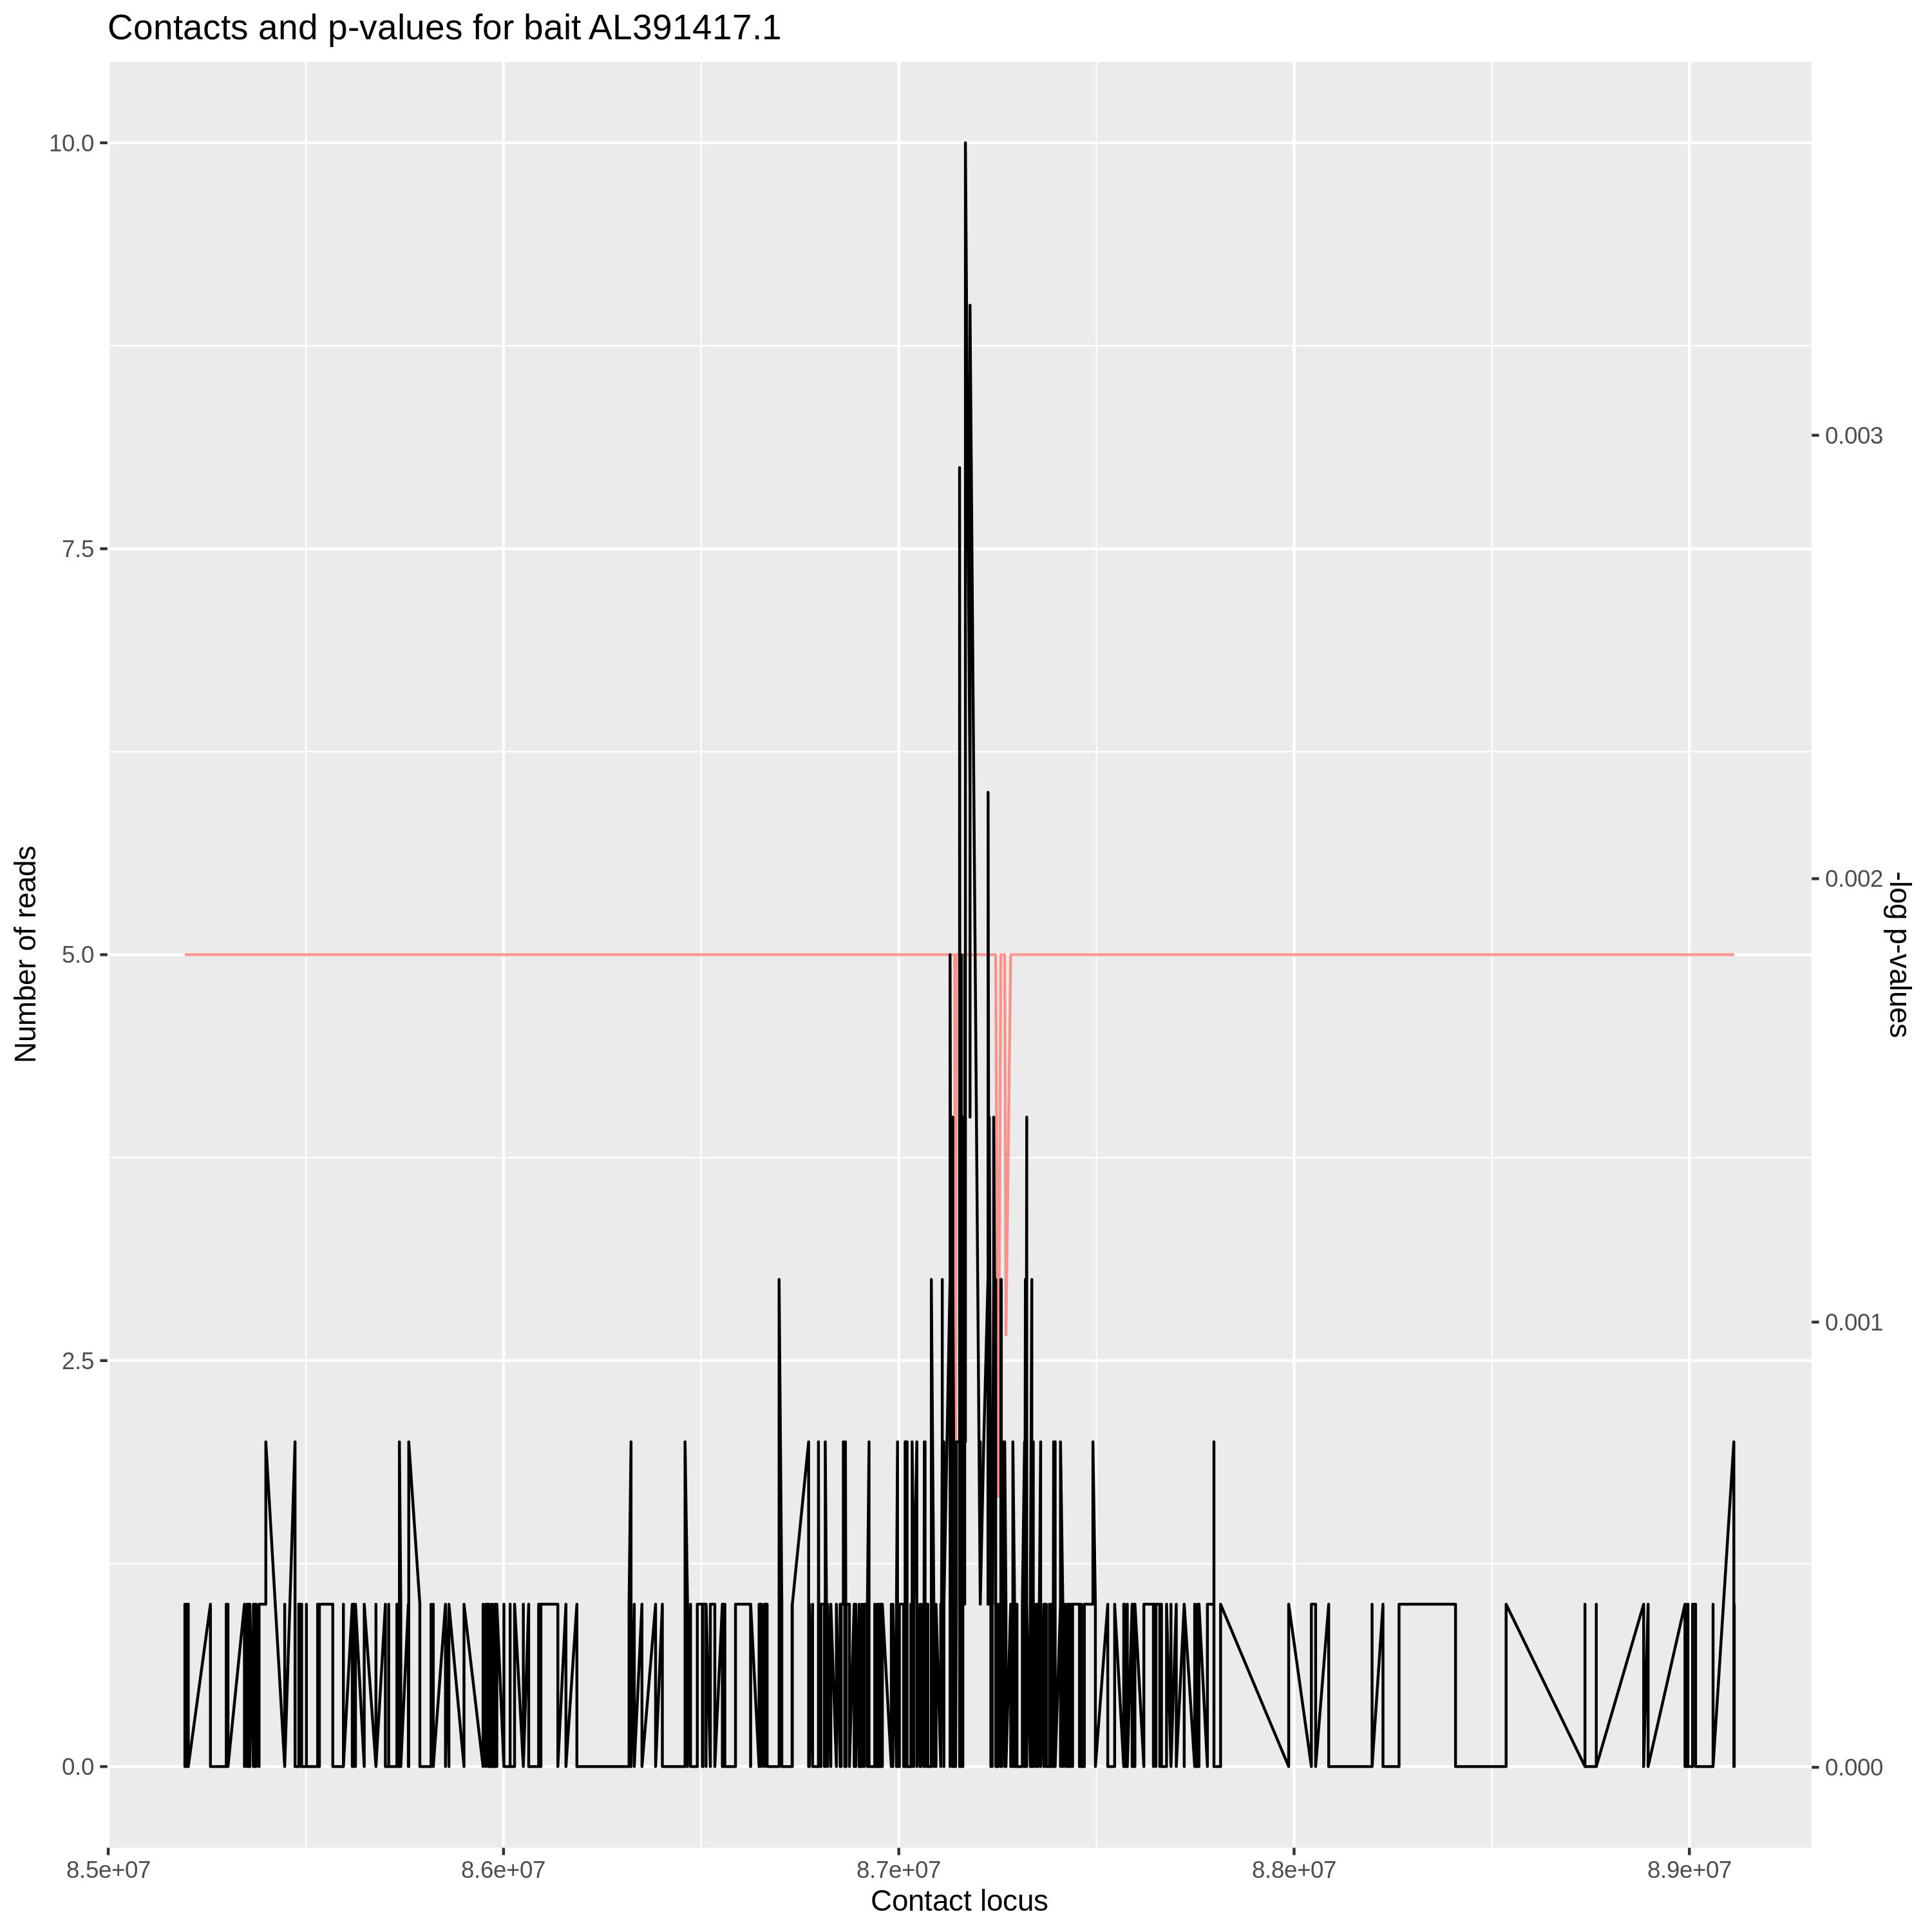 Contacts and p-values for bait AL391417.1
10.0
7.5
5.0
2.5
0.0
Number of reads
0.003
0.002
0.001
0.000
-log p-values
8.5e+07 8.6e+07 8.7e+07 8.8e+07 8.9e+07
Contact locus